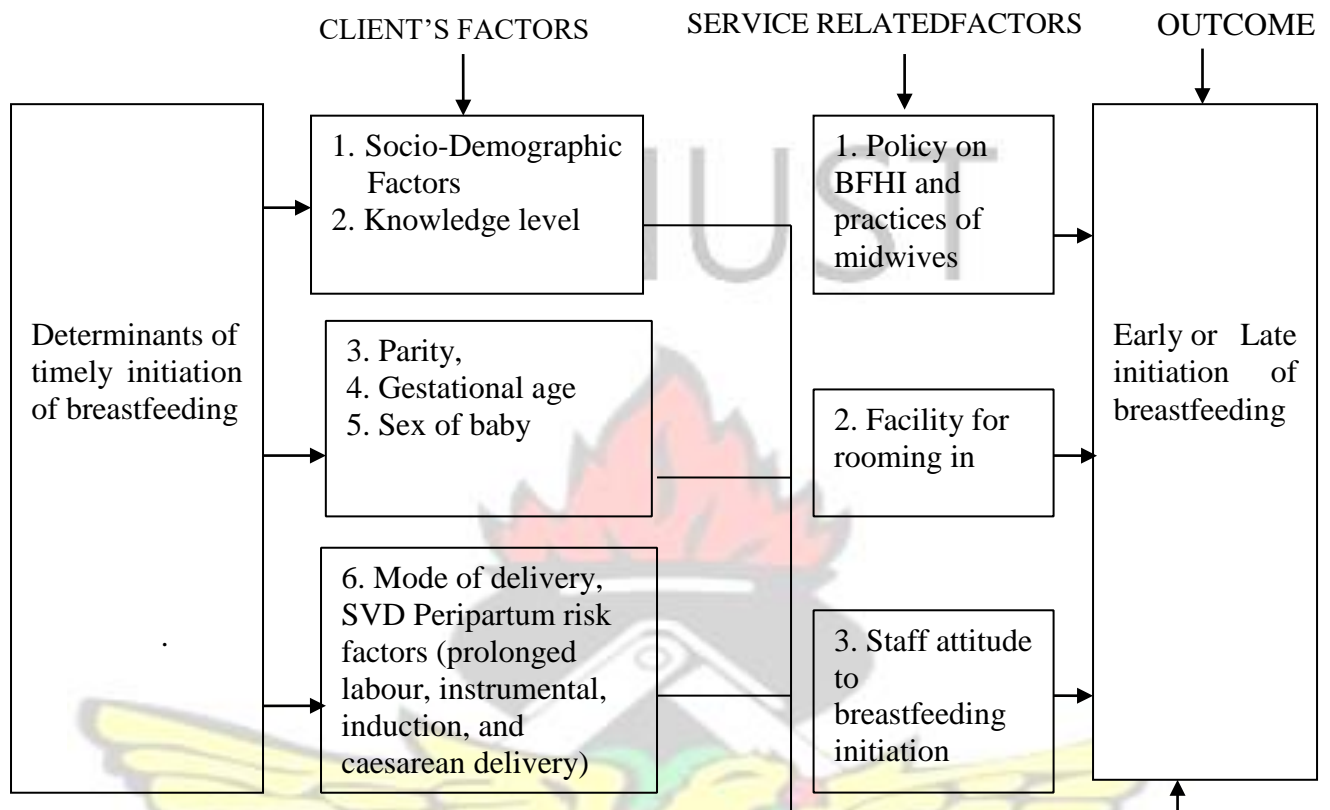 CLIENT'S FACTORS
SERVICE RELATEDFACTORS
OUTCOME
Determinants of
timely initiation
of breastfeeding
.
1. Socio-Demographic
Factors
2. Knowledge level
3. Parity,
4. Gestational age
5. Sex of baby
6. Mode of delivery,
SVD Peripartum risk
factors (prolonged
labour, instrumental,
induction, and
caesarean delivery)
1. Policy on
BFHI and
practices of
midwives
2. Facility for
rooming in
3. Staff attitude
to
breastfeeding
initiation
Early or Late
initiation of
breastfeeding
NUST